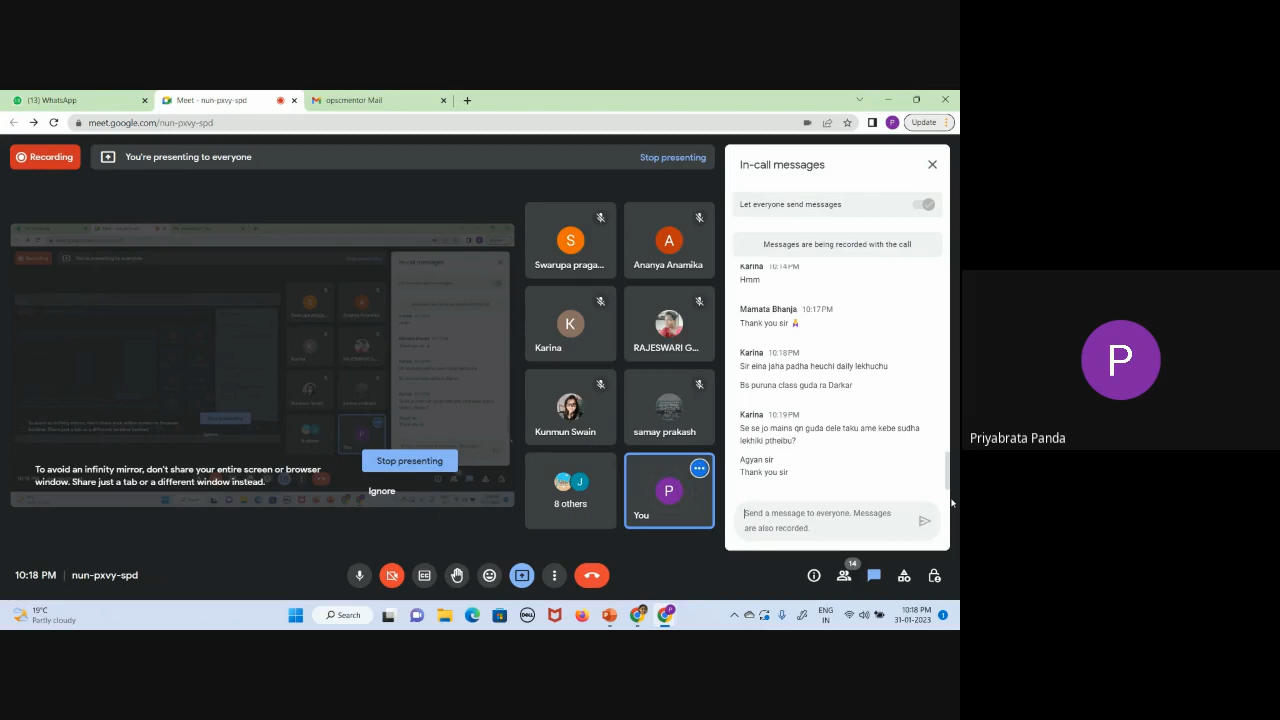 (13) WhatsApp
Meet - nun-pxvy-spd
opscmentor Mail
meet.google.com/nun-pxvy-spd
P
Update
Recording
You're presenting to everyone
Stop presenting
In-call messages
Let everyone send messages
Messages are being recorded with the call
Karina 10:14 PM
Hmm
Mamata Bhanja 10:17 PM
Thank you sir
Karina 10:18 PM
Sir eina jaha padha heuchi daily lekhuchu
Bs puruna class guda ra Darkar
Karina 10:19 PM
Se se jo mains qn guda dele taku ame kebe sudha
lekhiki ptheibu?
Agyan sir
Thank you sir
Send a message to everyone. Messages
are also recorded.
S
Swarupa praga...
A
Ananya Anamika
K
Karina
RAJESWARI G...
Kunmun Swain
samay prakash
J
8 others
P
You
To avoid an infinity mirror, don't share your entire screen or browser
window. Share just a tab or a different window instead.
Stop presenting
Ignore
10:18 PM | nun-pxvy-spd
14
19°C
Partly cloudy
Search
DELL
P
ENG
IN
10:18 PM
31-01-2023
1
P
Priyabrata Panda